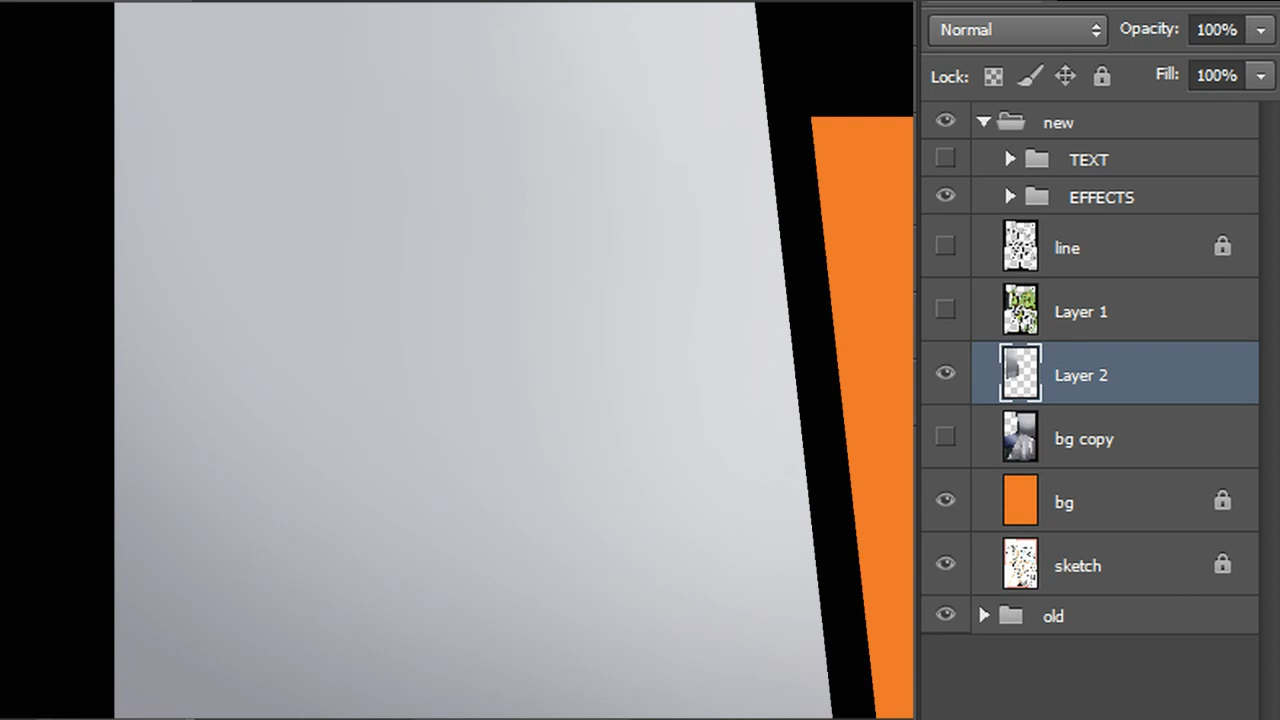 Normal Opacity: 100%
Lock: Fill: 100%
new
TEXT
EFFECTS
line
Layer 1
Layer 2
bg copy
bg
sketch
old